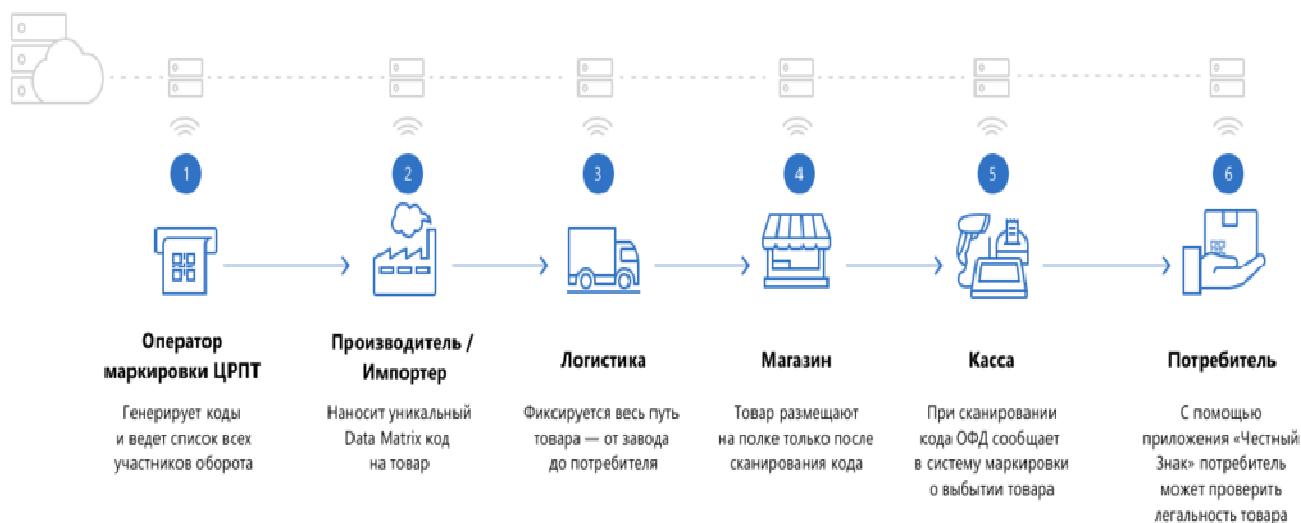 1
2
3
4
5
6
Оператор
маркировки ЦРПТ
Генерирует коды
и ведет список всех
участников оборота
Производитель /
Импортер
Наносит уникальный
Data Matrix код
на товар
Логистика
Фиксируется весь путь
товара — от завода
до потребителя
Магазин
Товар размещают
на полке только после
сканирования кода
Касса
При сканировании
кода ОФД сообщает
в систему маркировки
о выбытии товара
Потребитель
С помощью
приложения «Честный
Знак» потребитель
может проверить
легальность товара